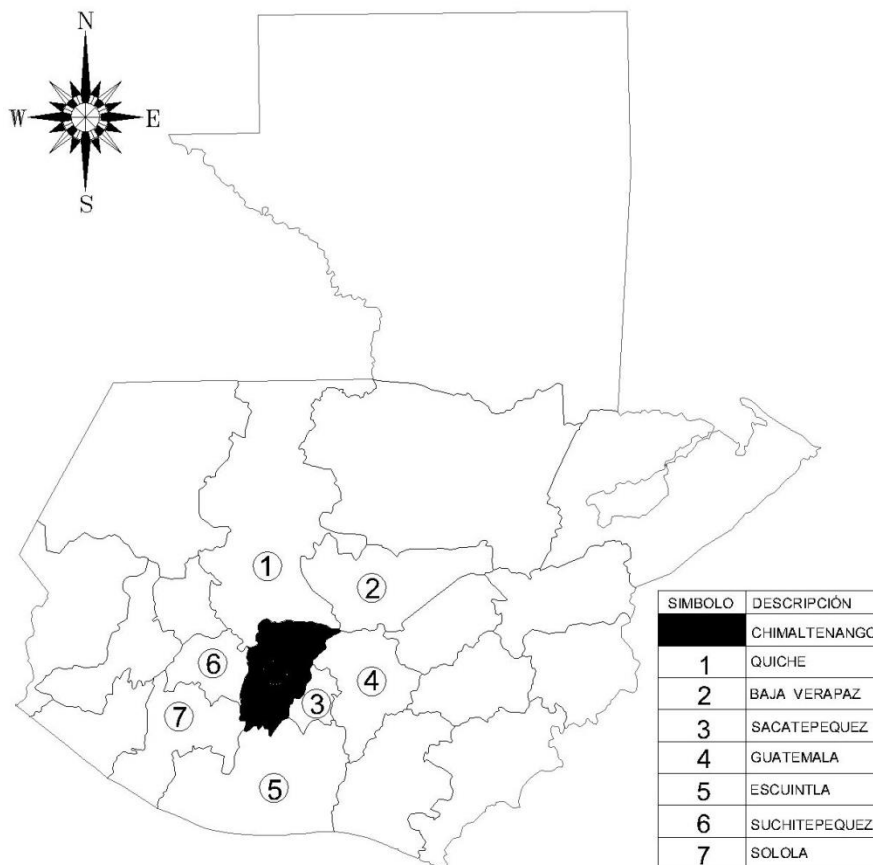 N
W E
S
1
2
6
4
3
7
5
SIMBOLO DESCRIPCIÓN
CHIMALTENANGO
1 QUICHE
2 BAJA VERAPAZ
3 SACATEPEQUEZ
4 GUATEMALA
5 ESCUINTLA
6 SUCHITEPEQUEZ
7 SOLOLA